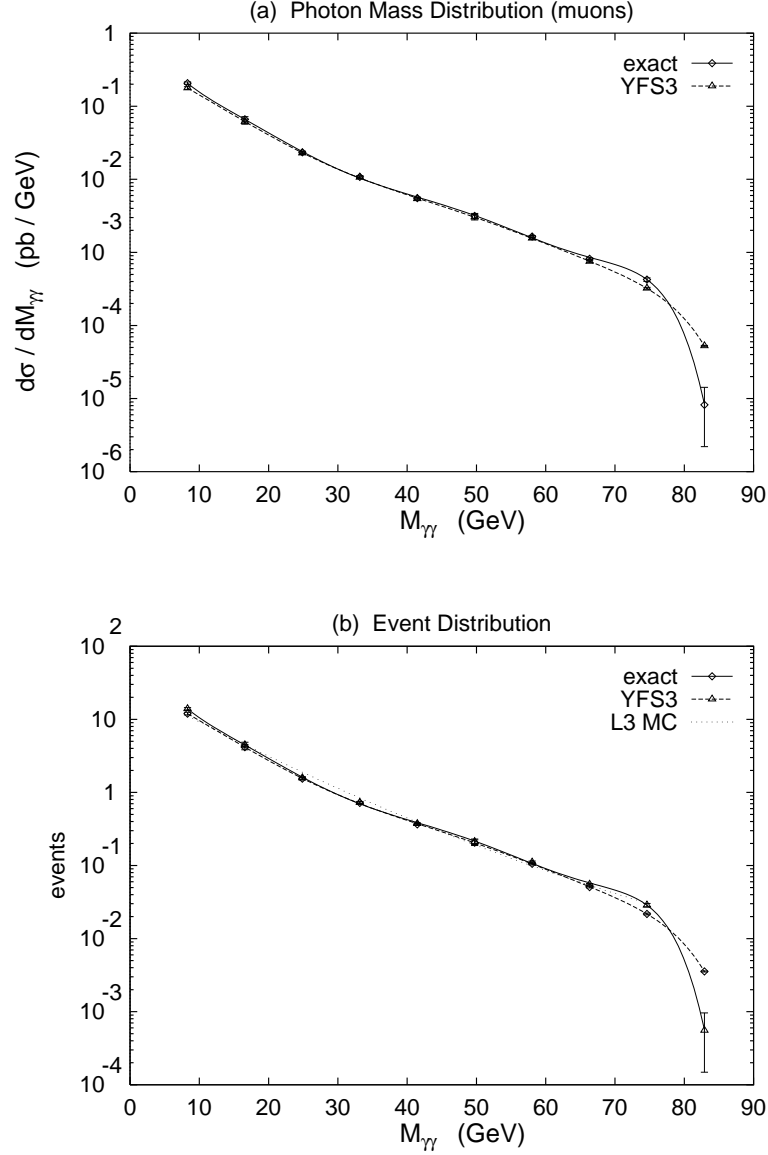 (a) Photon Mass Distribution (muons)
1
10^-1
10^-2
10^-3
10^-4
10^-5
10^-6
dσ / dM_γγ (pb / GeV)
exact
YFS3
0 10 20 30 40 50 60 70 80 90
M_γγ (GeV)
(b) Event Distribution
10^2
10
1
10^-1
10^-2
10^-3
10^-4
events
exact
YFS3
L3 MC
0 10 20 30 40 50 60 70 80 90
M_γγ (GeV)